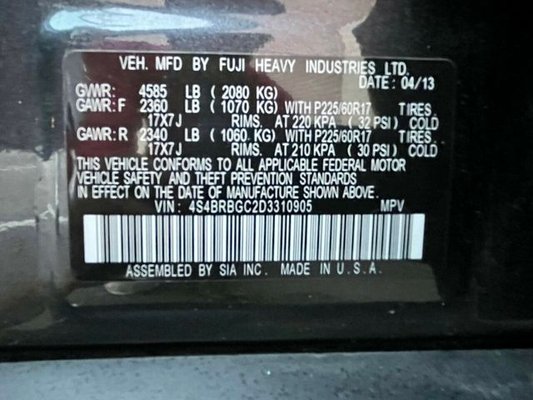 VEH. MFD BY FUJI HEAVY INDUSTRIES LTD.
DATE: 04/13
GVWR: 4585 LB ( 2080 KG)
GAWR: F 2360 LB ( 1070 KG) WITH P225/60R17 TIRES
17X7J RIMS. AT 220 KPA ( 32 PSI) COLD
GAWR: R 2340 LB ( 1060 KG) WITH P225/60R17 TIRES
17X7J RIMS. AT 210 KPA ( 30 PSI) COLD
THIS VEHICLE CONFORMS TO ALL APPLICABLE FEDERAL MOTOR
VEHICLE SAFETY AND THEFT PREVENTION STANDARDS
IN EFFECT ON THE DATE OF MANUFACTURE SHOWN ABOVE.
VIN: 4S4BRBGC2D3310905 MPV
ASSEMBLED BY SIA INC. MADE IN U.S.A.